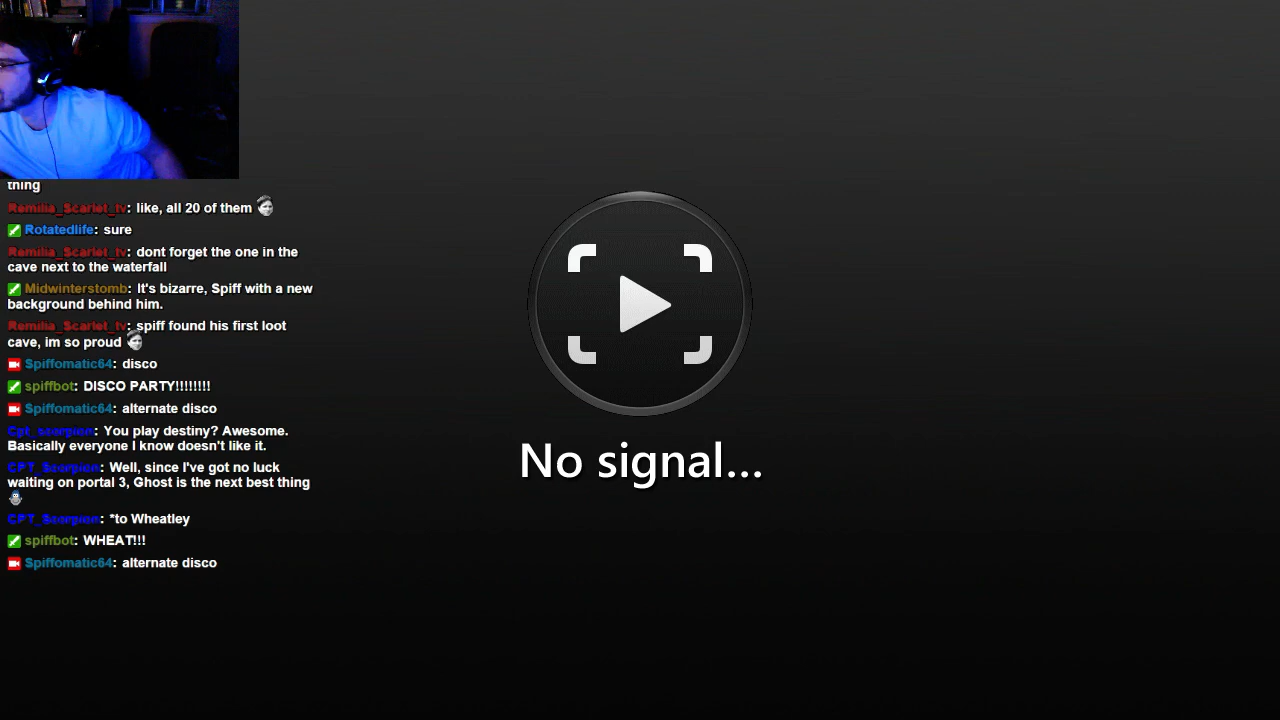 thing
Remilia_Scarlet_tv: like, all 20 of them
Rotatedlife: sure
Remilia_Scarlet_tv: dont forget the one in the
cave next to the waterfall
Midwinterstomb: It's bizarre, Spiff with a new
background behind him.
Remilia_Scarlet_tv: spiff found his first loot
cave, im so proud
Spiffomatic64: disco
spiffbot: DISCO PARTY!!!!!!!!
Spiffomatic64: alternate disco
Cpt_scorpion: You play destiny? Awesome.
Basically everyone I know doesn't like it.
CPT_Scorpion: Well, since I've got no luck
waiting on portal 3, Ghost is the next best thing
CPT_Scorpion: *to Wheatley
spiffbot: WHEAT!!!
Spiffomatic64: alternate disco
No signal...